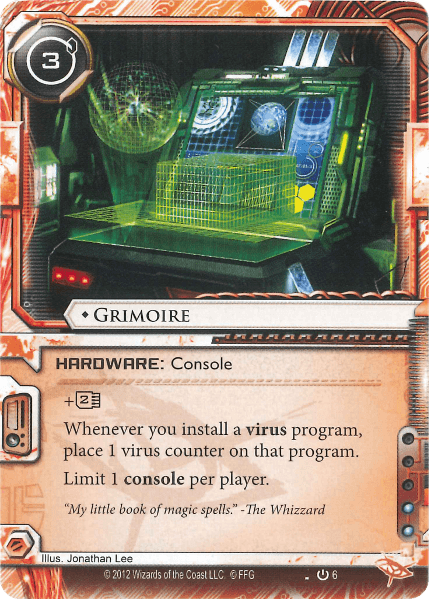 3
GRIMOIRE
HARDWARE: Console
+2
Whenever you install a virus program,
place 1 virus counter on that program.
Limit 1 console per player.
“My little book of magic spells.” -The Whizzard
Illus. Jonathan Lee
© 2012 Wizards of the Coast LLC. © FFG
6